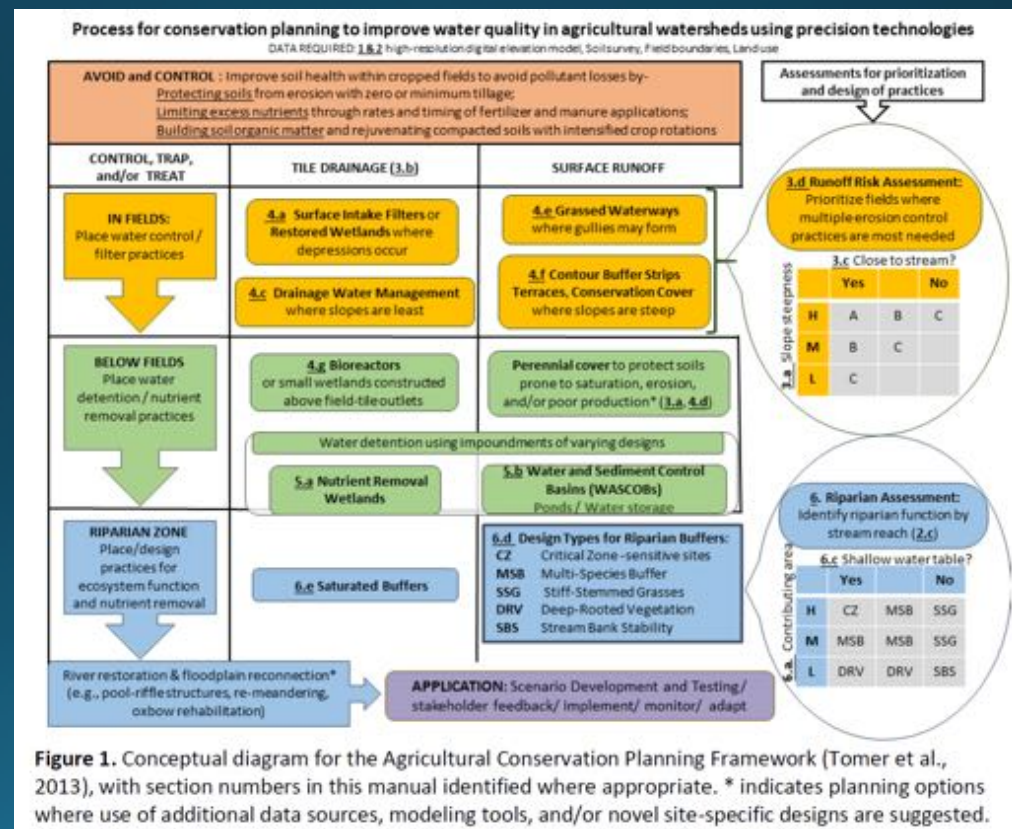 Process for conservation planning to improve water quality in agricultural watersheds using precision technologies
DATA REQUIRED 1&2 high-resolution digital elevation model, Soil survey, Field boundaries, Land use
AVOID and CONTROL : Improve soil health within cropped fields to avoid pollutant losses by-
Protecting soils from erosion with zero or minimum tillage;
Limiting excess nutrients through rates and timing of fertilizer and manure applications;
Building soil organic matter and rejuvenating compacted soils with intensified crop rotations
Assessments for prioritization
and design of practices
CONTROL, TRAP,
and/or TREAT
TILE DRAINAGE (3.b)
SURFACE RUNOFF
IN FIELDS:
Place water control /
filter practices
4.a Surface Intake Filters or
Restored Wetlands where
depressions occur
4.c Drainage Water Management
where slopes are least
4.e Grassed Waterways
where gullies may form
4.f Contour Buffer Strips
Terraces, Conservation Cover
where slopes are steep
3.d Runoff Risk Assessment:
Prioritize fields where
multiple erosion control
practices are most needed
3.c Close to stream?
Yes No
3.a Slope steepness
H A B C
M B C
L C
BELOW FIELDS
Place water
detention / nutrient
removal practices
4.g Bioreactors
or small wetlands constructed
above field-tile outlets
Perennial cover to protect soils
prone to saturation, erosion,
and/or poor production* (3.a, 4.d)
Water detention using impoundments of varying designs
5.a Nutrient Removal
Wetlands
5.b Water and Sediment Control
Basins (WASCOBs)
Ponds / Water storage
RIPARIAN ZONE
Place/design
practices for
ecosystem function
and nutrient removal
6.e Saturated Buffers
6.d Design Types for Riparian Buffers:
CZ Critical Zone -sensitive sites
MSB Multi-Species Buffer
SSG Stiff-Stemmed Grasses
DRV Deep-Rooted Vegetation
SBS Stream Bank Stability
6. Riparian Assessment:
Identify riparian function by
stream reach (2.c)
6.c Shallow water table?
Yes No
6.a Contributing area
H CZ MSB SSG
M MSB MSB SSG
L DRV DRV SBS
River restoration & floodplain reconnection*
(e.g., pool-riffle structures, re-meandering,
oxbow rehabilitation)
APPLICATION: Scenario Development and Testing/
stakeholder feedback/ implement/ monitor/ adapt
Figure 1. Conceptual diagram for the Agricultural Conservation Planning Framework (Tomer et al.,
2013), with section numbers in this manual identified where appropriate. * indicates planning options
where use of additional data sources, modeling tools, and/or novel site-specific designs are suggested.